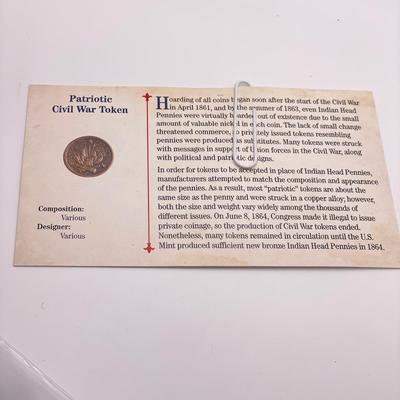 Patriotic
Civil War Token
Composition:
Various
Designer:
Various
Hoarding of all coins began soon after the start of the Civil War
in April 1861, and by the summer of 1863, even Indian Head
Pennies were virtually hoarded out of existence due to the small
amount of valuable nickel in each coin. The lack of small change
threatened commerce, so privately issued tokens resembling
pennies were produced as substitutes. Many tokens were struck
with messages in support of Union forces in the Civil War, along
with political and patriotic designs.
In order for tokens to be accepted in place of Indian Head Pennies,
manufacturers attempted to match the composition and appearance
of the pennies. As a result, most "patriotic" tokens are about the
same size as the penny and were struck in a copper alloy; however,
both the size and weight vary widely among the thousands of
different issues. On June 8, 1864, Congress made it illegal to issue
private coinage, so the production of Civil War tokens ended.
Nonetheless, many tokens remained in circulation until the U.S.
Mint produced sufficient new bronze Indian Head Pennies in 1864.